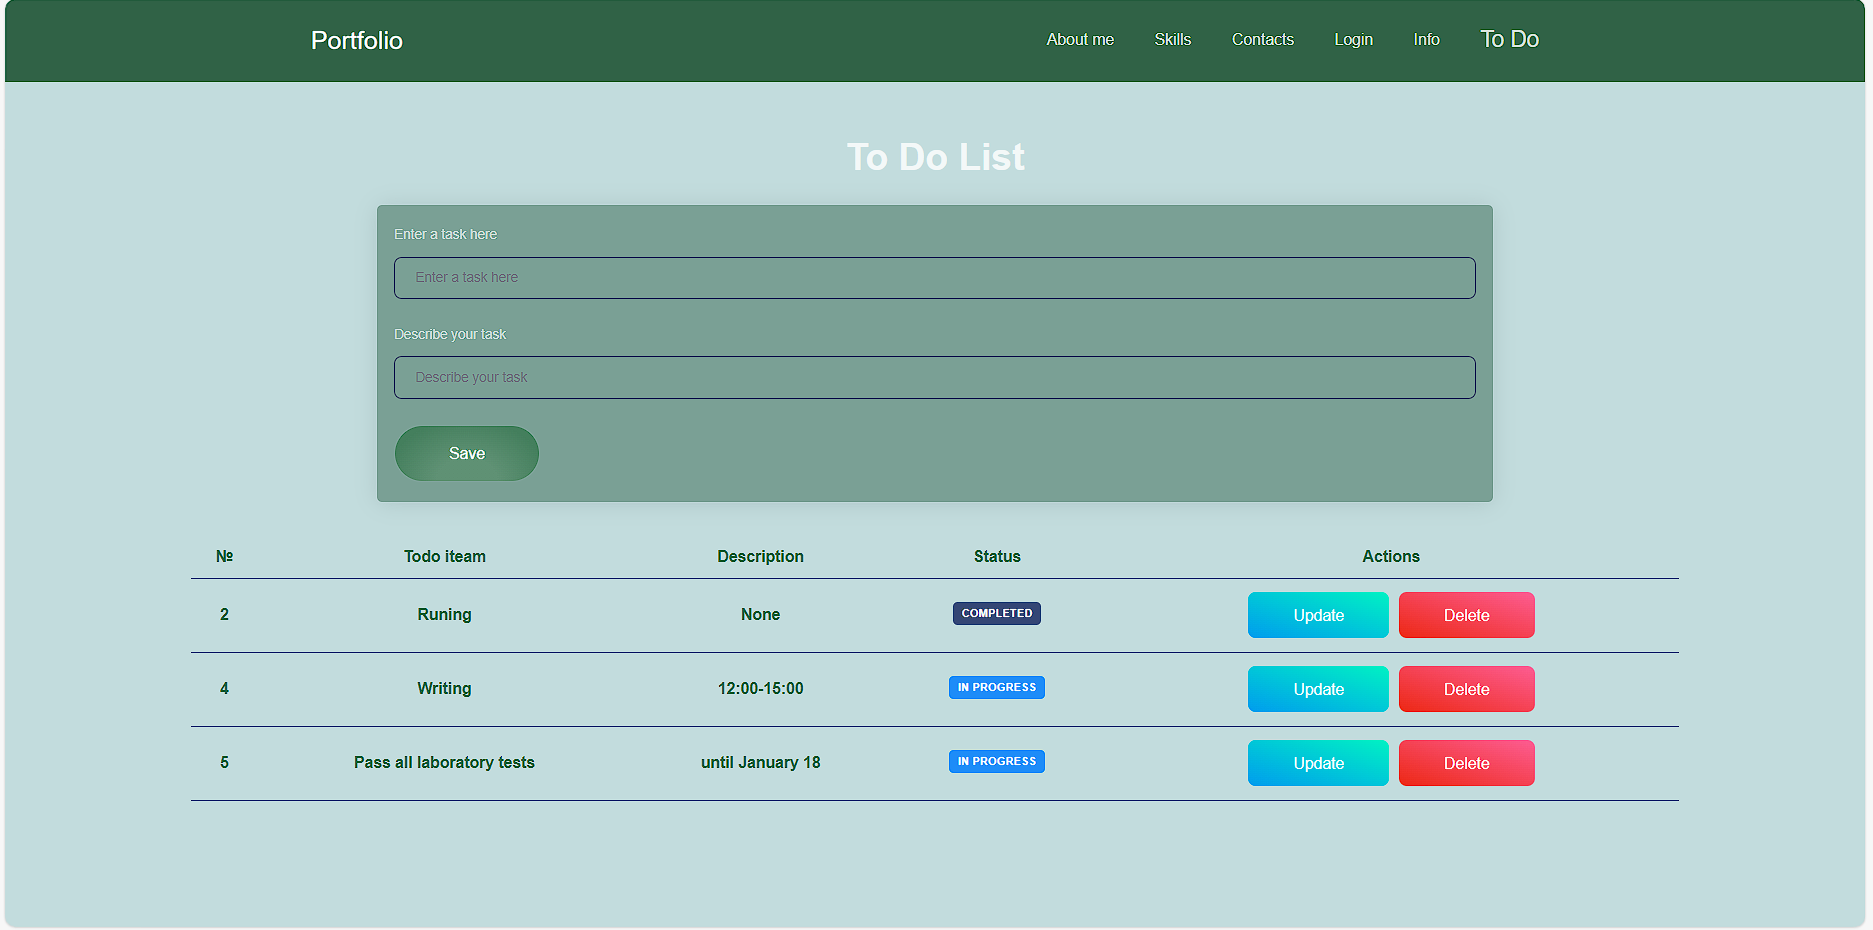 Portfolio About me Skills Contacts Login Info To Do
To Do List
Enter a task here
Enter a task here
Describe your task
Describe your task
Save
№ Todo iteam Description Status Actions
2 Runing None COMPLETED Update Delete
4 Writing 12:00-15:00 IN PROGRESS Update Delete
5 Pass all laboratory tests until January 18 IN PROGRESS Update Delete